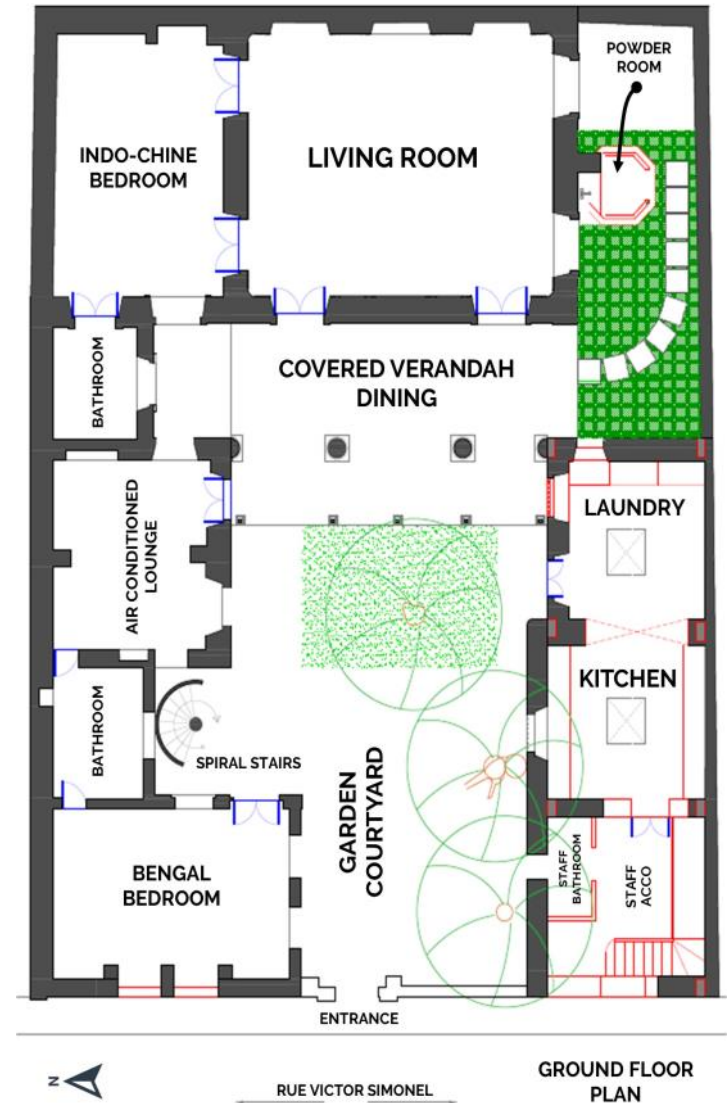 POWDER
ROOM
INDO-CHINE
BEDROOM
LIVING ROOM
BATHROOM
COVERED VERANDAH
DINING
AIR CONDITIONED
LOUNGE
LAUNDRY
KITCHEN
BATHROOM
SPIRAL STAIRS
GARDEN
COURTYARD
BENGAL
BEDROOM
STAFF
BATHROOM
STAFF
ACCO
ENTRANCE
N
RUE VICTOR SIMONEL
GROUND FLOOR
PLAN